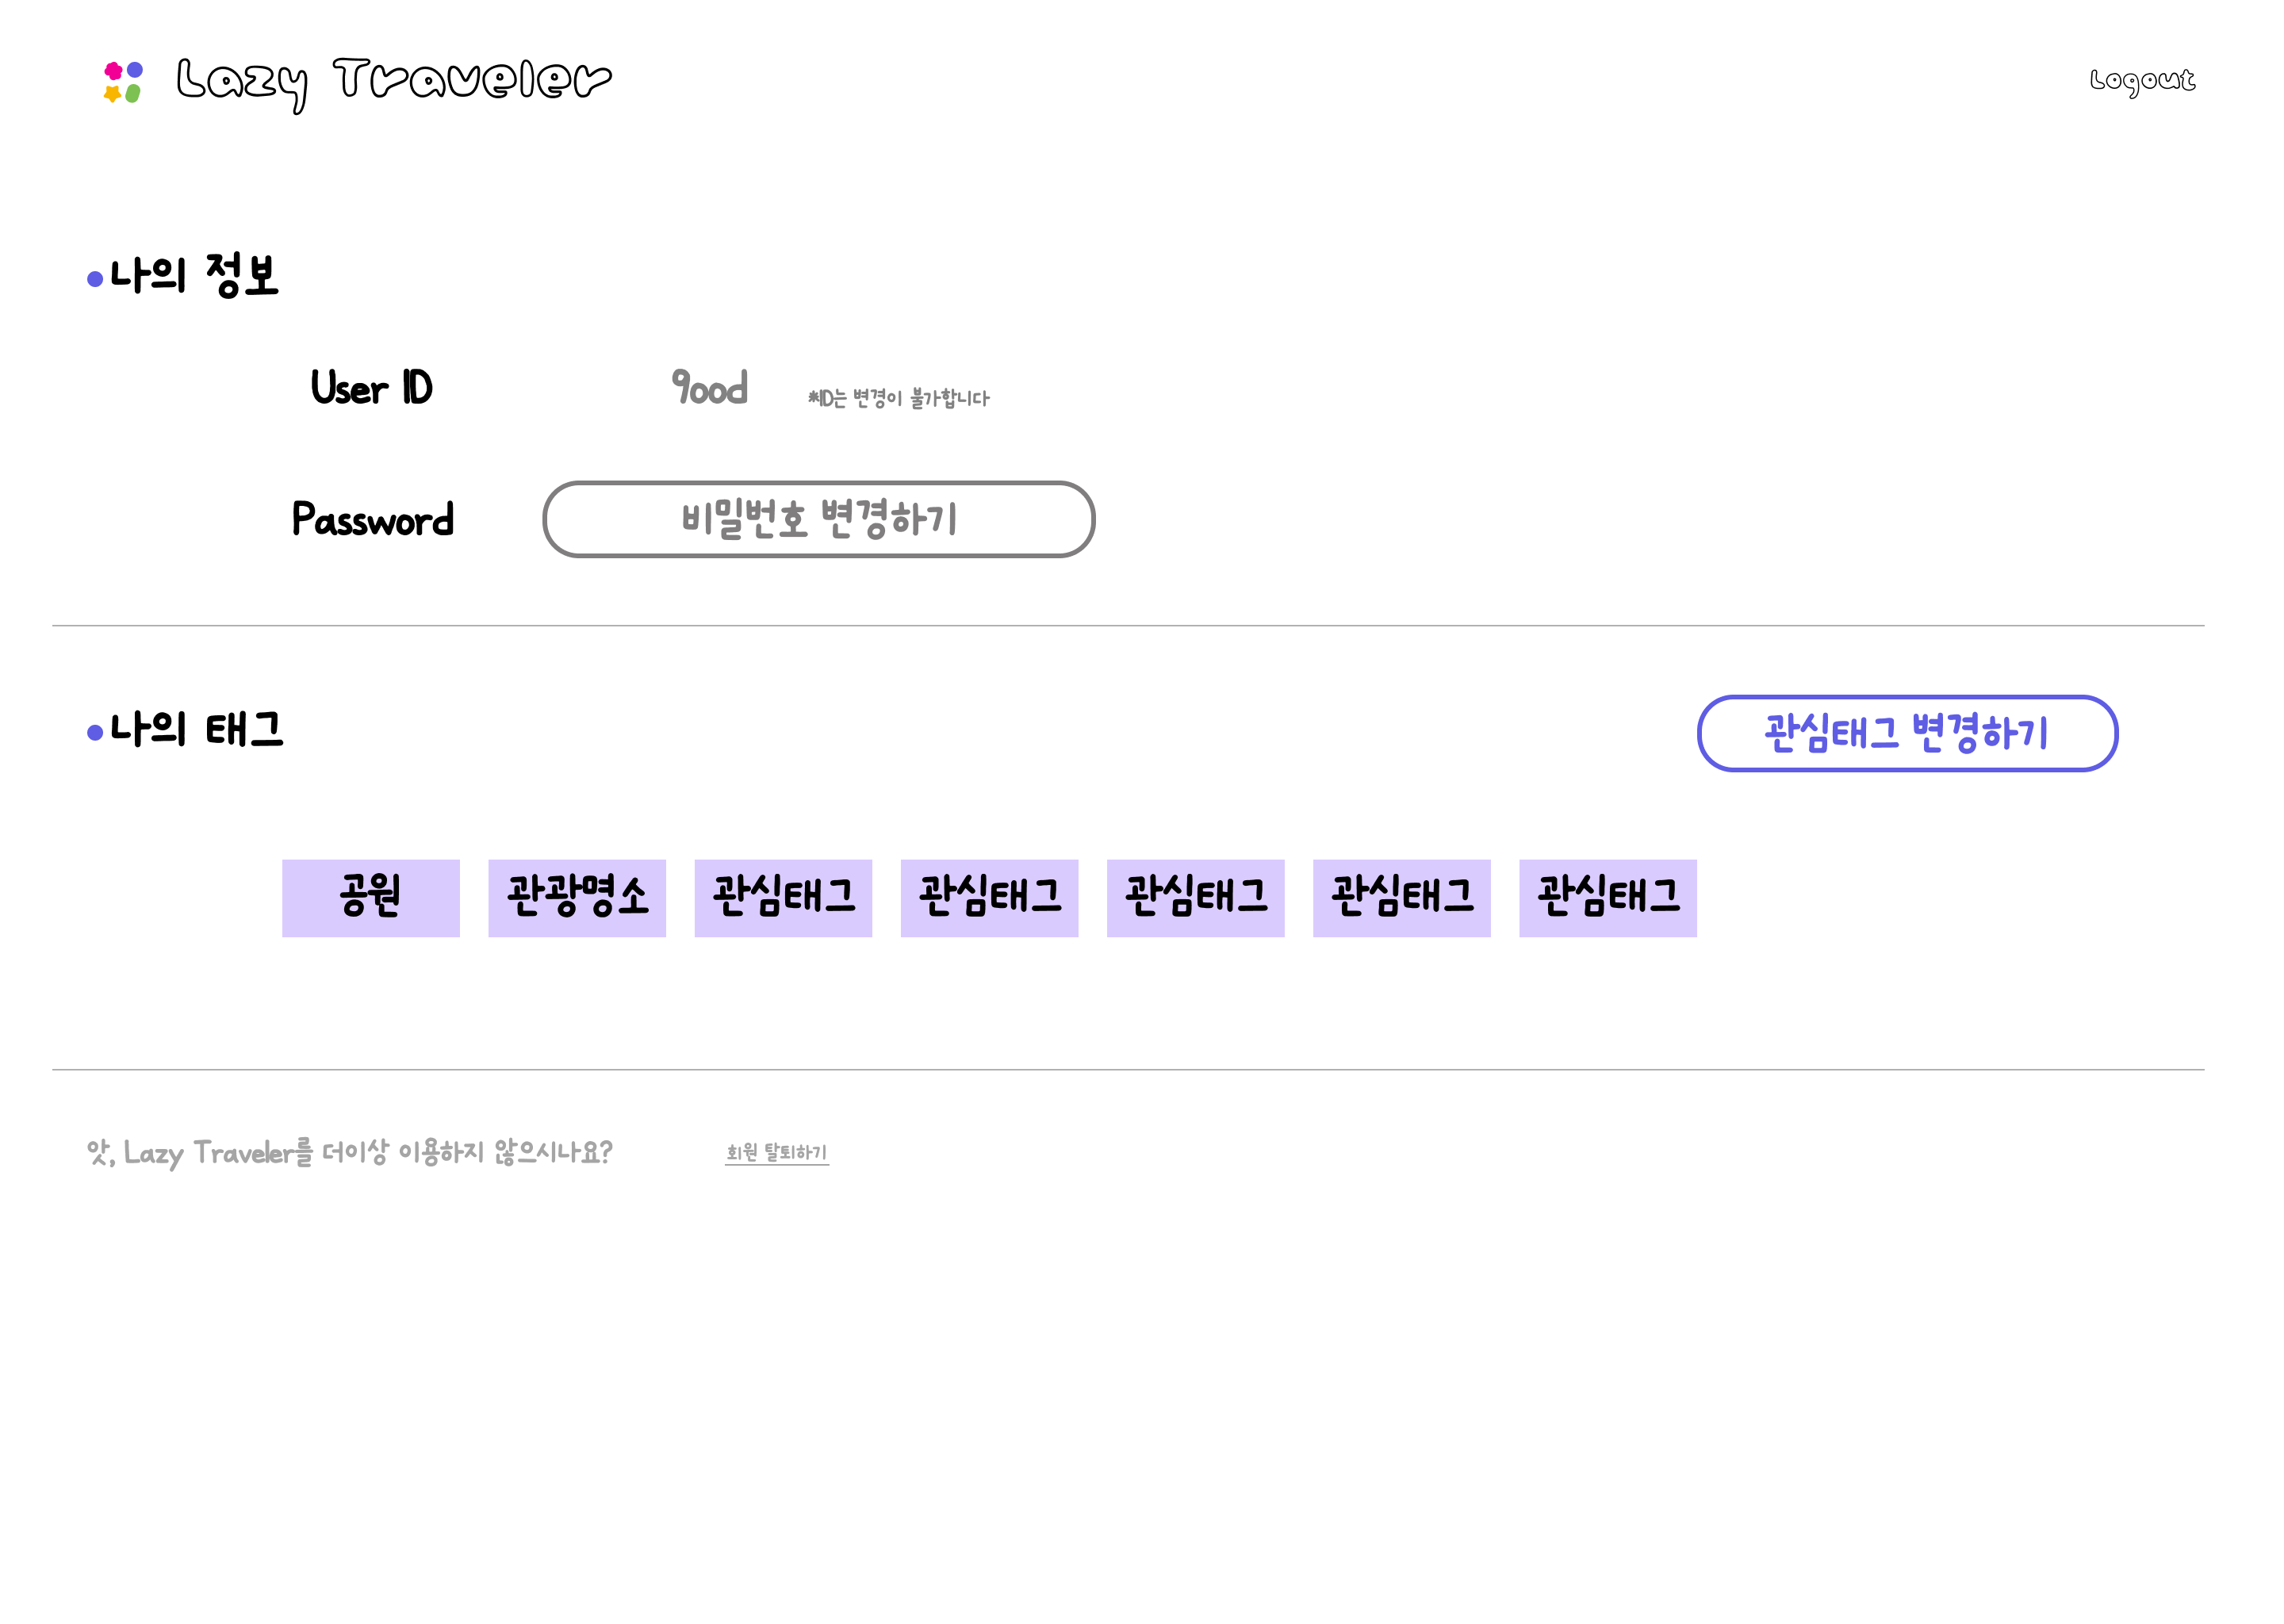 Lazy Traveler
Logout
나의 정보
User ID
9ood
※ID는 변경이 불가합니다
Password
비밀번호 변경하기
나의 태그
관심태그 변경하기
공원
관광명소
관심태그
관심태그
관심태그
관심태그
관심태그
앗, Lazy Traveler를 더이상 이용하지 않으시나요?
회원 탈퇴하기